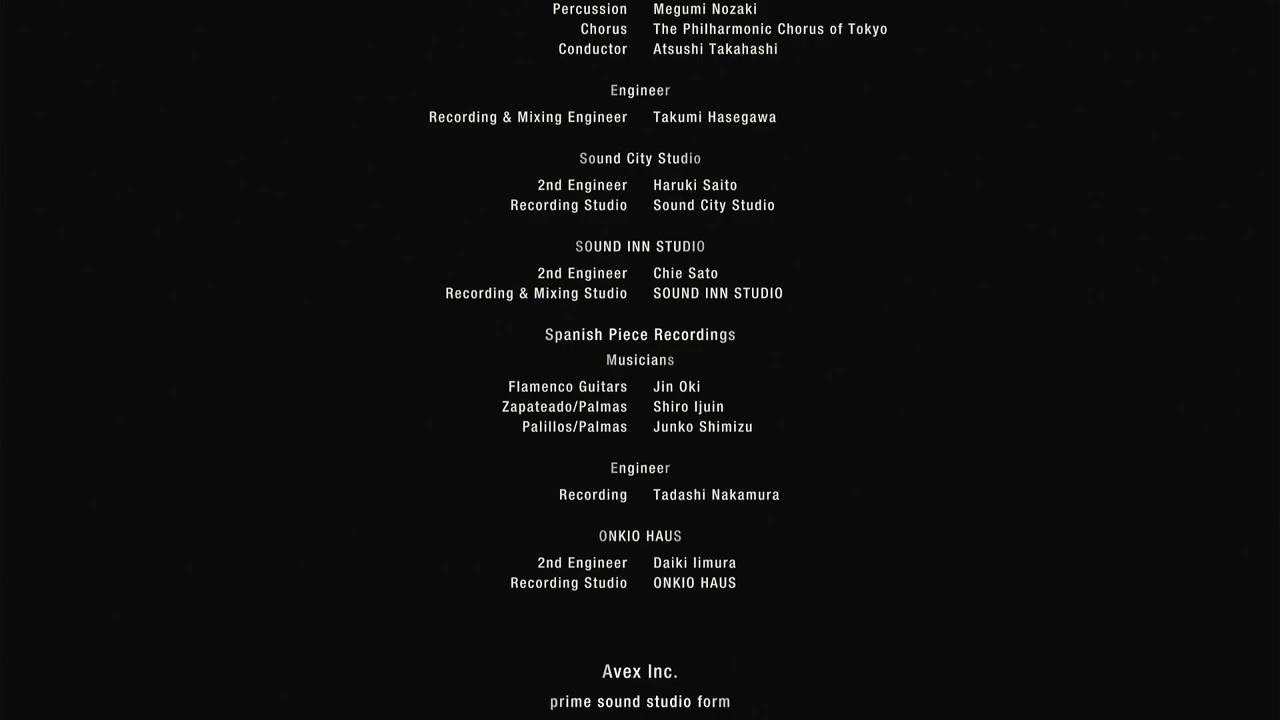 Percussion Megumi Nozaki
Chorus The Philharmonic Chorus of Tokyo
Conductor Atsushi Takahashi
Engineer
Recording & Mixing Engineer Takumi Hasegawa
Sound City Studio
2nd Engineer Haruki Saito
Recording Studio Sound City Studio
SOUND INN STUDIO
2nd Engineer Chie Sato
Recording & Mixing Studio SOUND INN STUDIO
Spanish Piece Recordings
Musicians
Flamenco Guitars Jin Oki
Zapateado/Palmas Shiro Ijuin
Palillos/Palmas Junko Shimizu
Engineer
Recording Tadashi Nakamura
ONKIO HAUS
2nd Engineer Daiki Iimura
Recording Studio ONKIO HAUS
Avex Inc.
prime sound studio form